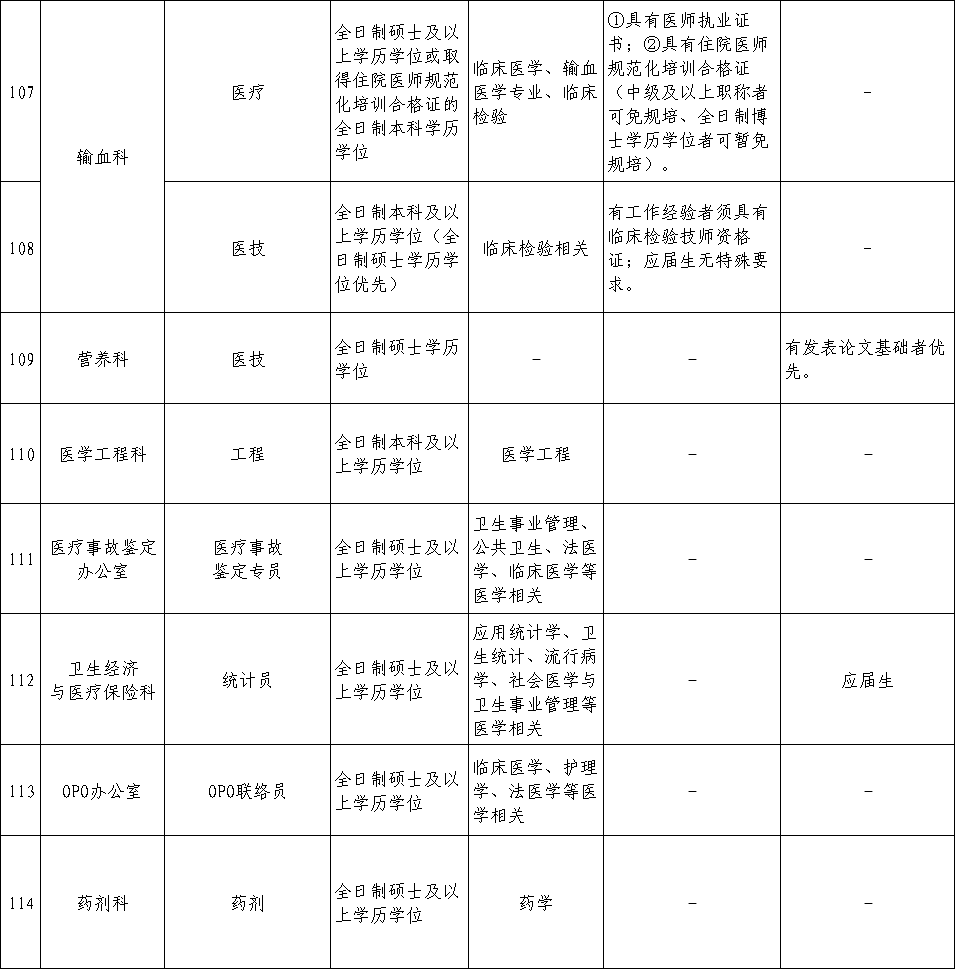 107
输血科
医疗
全日制硕士及以
上学历学位或取
得住院医师规范
化培训合格证的
全日制本科学历
学位
临床医学、输血
医学专业、临床
检验
①具有医师执业证
书；②具有住院医师
规范化培训合格证
（中级及以上职称者
可免规培、全日制博
士学历学位者可暂免
规培）。
-
108
医技
全日制本科及以
上学历学位（全
日制硕士学历学
位优先）
临床检验相关
有工作经验者须具有
临床检验技师资格
证；应届生无特殊要
求。
-
109
营养科
医技
全日制硕士学历
学位
-
-
有发表论文基础者优
先。
110
医学工程科
工程
全日制本科及以
上学历学位
医学工程
-
-
111
医疗事故鉴定
办公室
医疗事故
鉴定专员
全日制硕士及以
上学历学位
卫生事业管理、
公共卫生、法医
学、临床医学等
医学相关
-
-
112
卫生经济
与医疗保险科
统计员
全日制硕士及以
上学历学位
应用统计学、卫
生统计、流行病
学、社会医学与
卫生事业管理等
医学相关
-
应届生
113
OPO办公室
OPO联络员
全日制硕士及以
上学历学位
临床医学、护理
学、法医学等医
学相关
-
-
114
药剂科
药剂
全日制硕士及以
上学历学位
药学
-
-